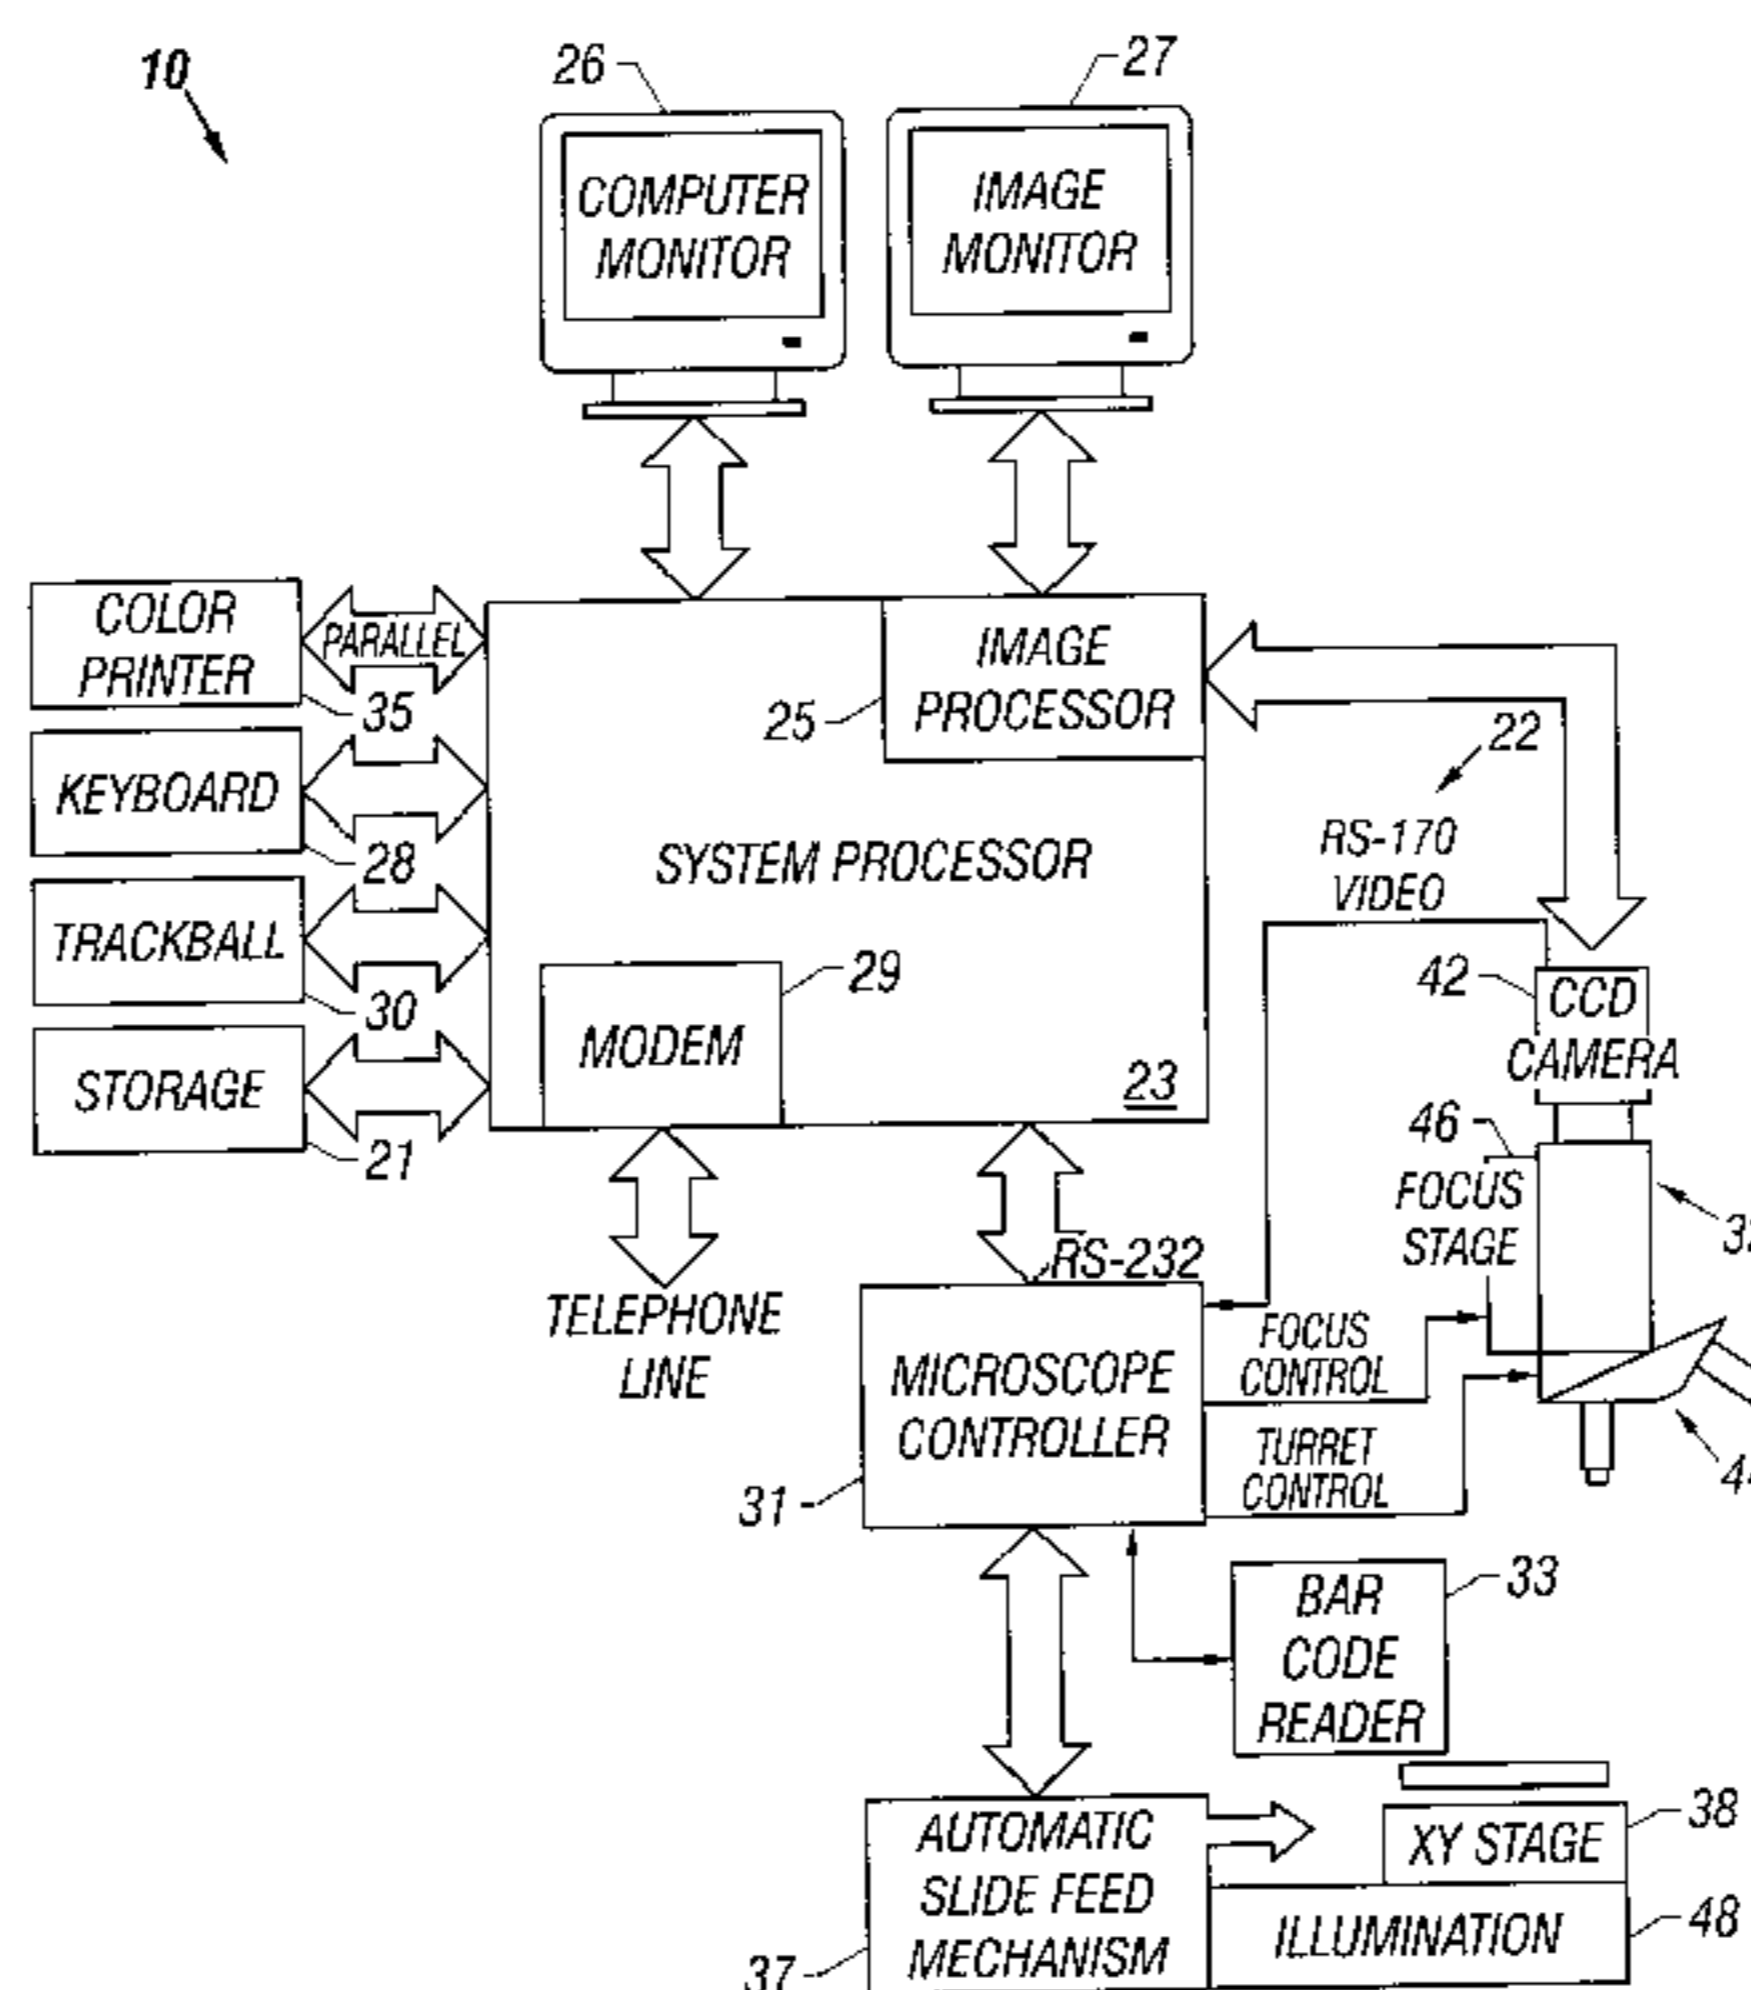 10
26
27
COMPUTER
MONITOR
IMAGE
MONITOR
COLOR
PRINTER
PARALLEL
35
KEYBOARD
28
TRACKBALL
30
STORAGE
21
IMAGE
PROCESSOR
25
SYSTEM PROCESSOR
MODEM
29
23
22
RS-170
VIDEO
42
CCD
CAMERA
46
FOCUS
STAGE
TELEPHONE
LINE
RS-232
MICROSCOPE
CONTROLLER
31
FOCUS
CONTROL
TURRET
CONTROL
BAR
CODE
READER
33
AUTOMATIC
SLIDE FEED
MECHANISM
37
XY STAGE
38
ILLUMINATION
48